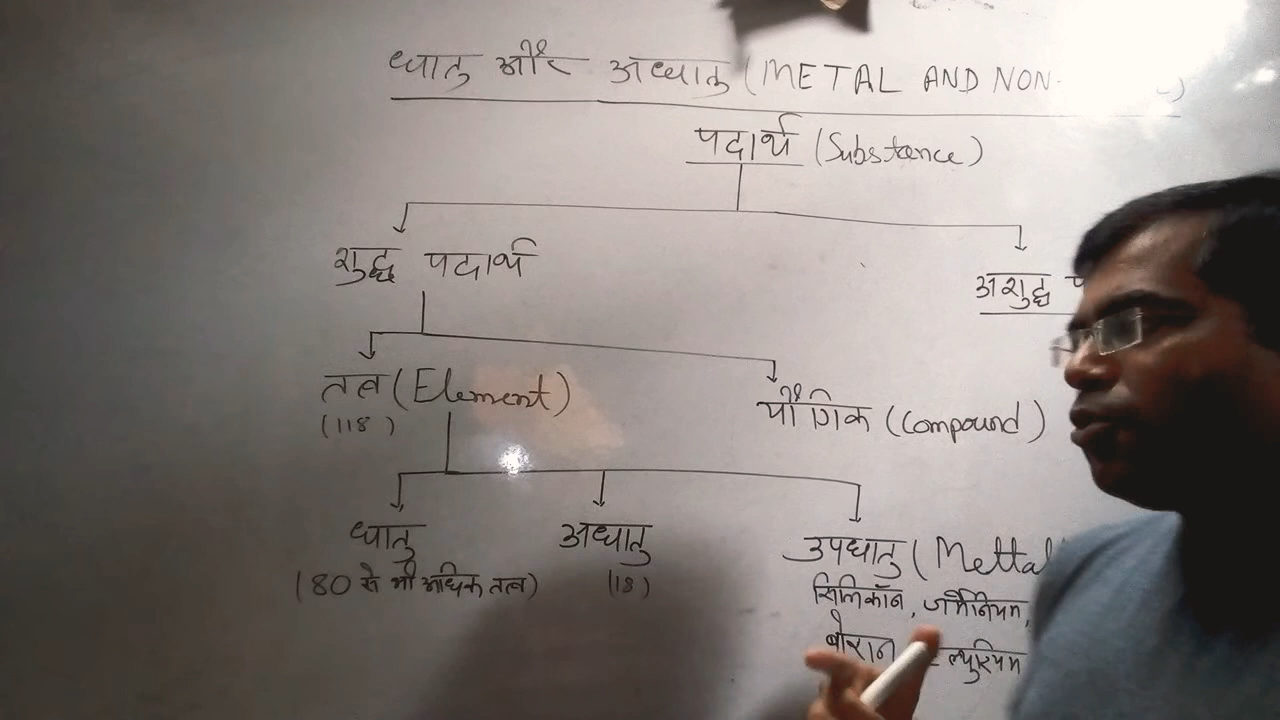 धातु और अधातु (METAL AND NON-
पदार्थ (Substance)
शुद्ध पदार्थ
अशुद्ध
तत्व (Element)
(118)
यौगिक (Compound)
धातु
(80 से भी अधिक तत्व)
अधातु
(18)
उपधातु (Mettal
सिलिकॉन, जर्मेनियम,
बोरान